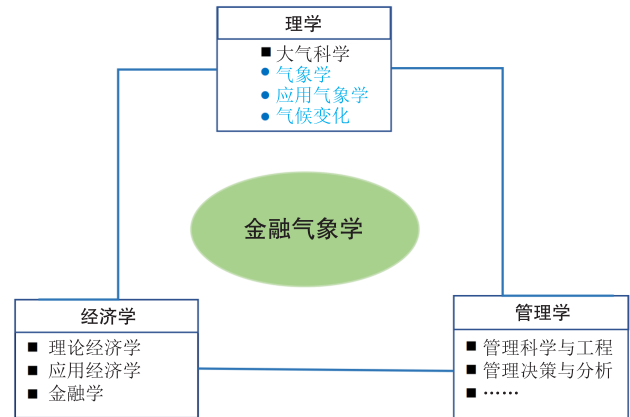 理学
■ 大气科学
● 气象学
● 应用气象学
● 气候变化
金融气象学
经济学
■ 理论经济学
■ 应用经济学
■ 金融学
管理学
■ 管理科学与工程
■ 管理决策与分析
■ ……